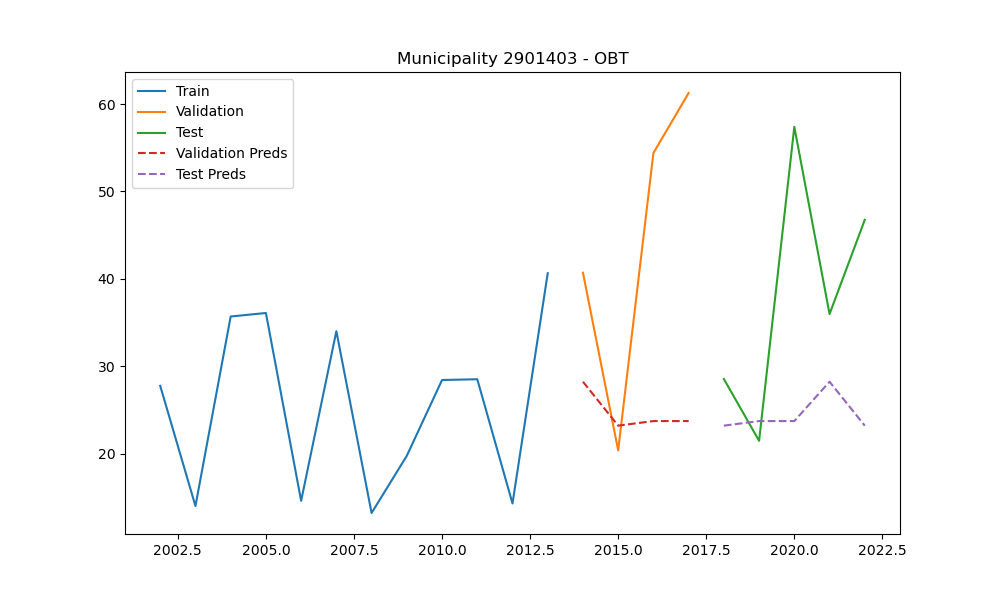 Municipality 2901403 - OBT
Train
Validation
Test
Validation Preds
Test Preds
60
50
40
30
20
2002.5 2005.0 2007.5 2010.0 2012.5 2015.0 2017.5 2020.0 2022.5